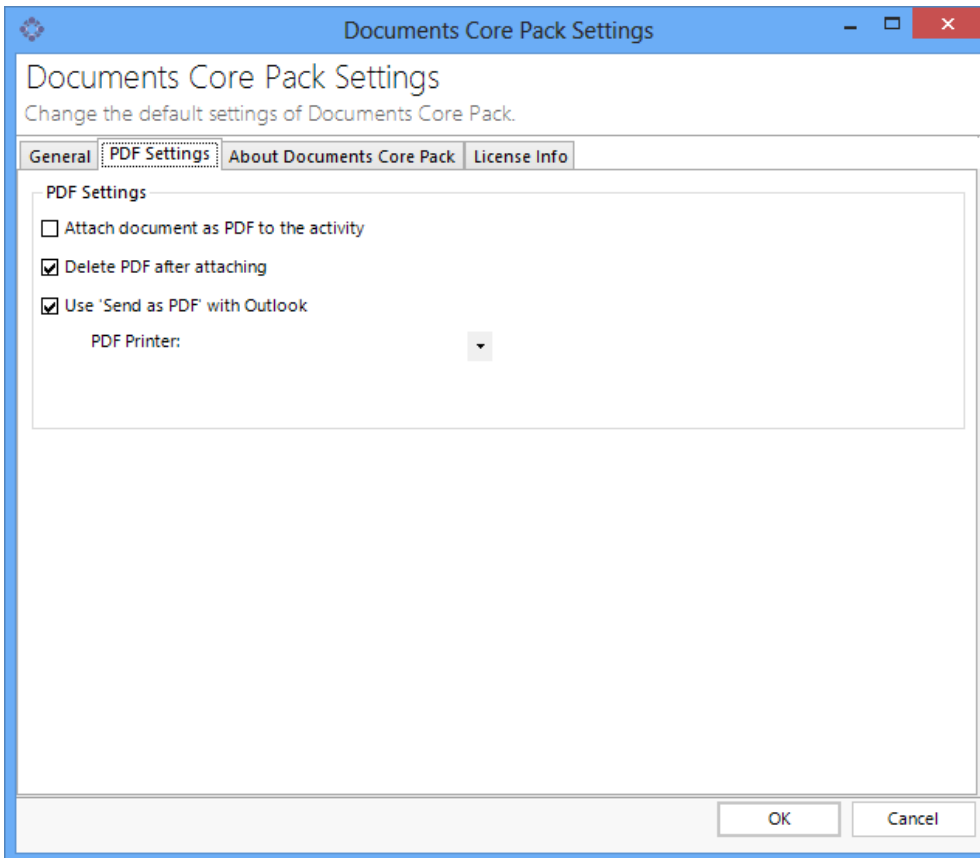 Documents Core Pack Settings
Documents Core Pack Settings
Change the default settings of Documents Core Pack.
General PDF Settings About Documents Core Pack License Info
PDF Settings
Attach document as PDF to the activity
Delete PDF after attaching
Use 'Send as PDF' with Outlook
PDF Printer:
OK Cancel